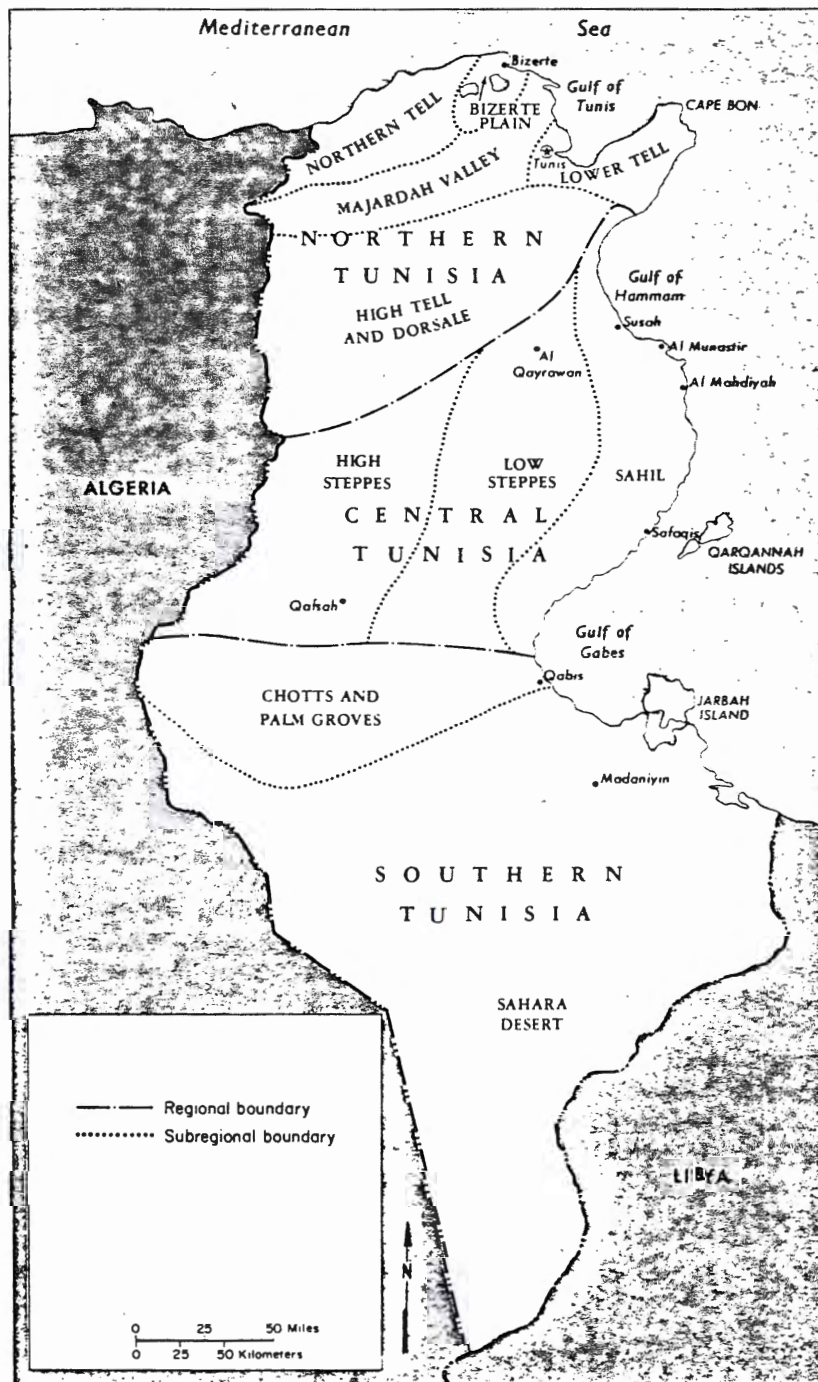 Mediterranean Sea
Bizerte
Gulf of
Tunis
CAPE BON
BIZERTE
PLAIN
NORTHERN TELL
Tunis
LOWER TELL
MAJARDAH VALLEY
NORTHERN
TUNISIA
HIGH TELL
AND DORSALE
Gulf of
Hammam
Susah
Al Munastir
Al
Qayrawan
Al Mahdiyah
ALGERIA
HIGH
STEPPES
LOW
STEPPES
SAHIL
CENTRAL
TUNISIA
Safaqis
QARQANNAH
ISLANDS
Qafsah
Gulf of
Gabes
Qabis
CHOTTS AND
PALM GROVES
JARBAH
ISLAND
Madaniyin
SOUTHERN
TUNISIA
SAHARA
DESERT
Regional boundary
Subregional boundary
LIBYA
N
0 25 50 Miles
0 25 50 Kilometers